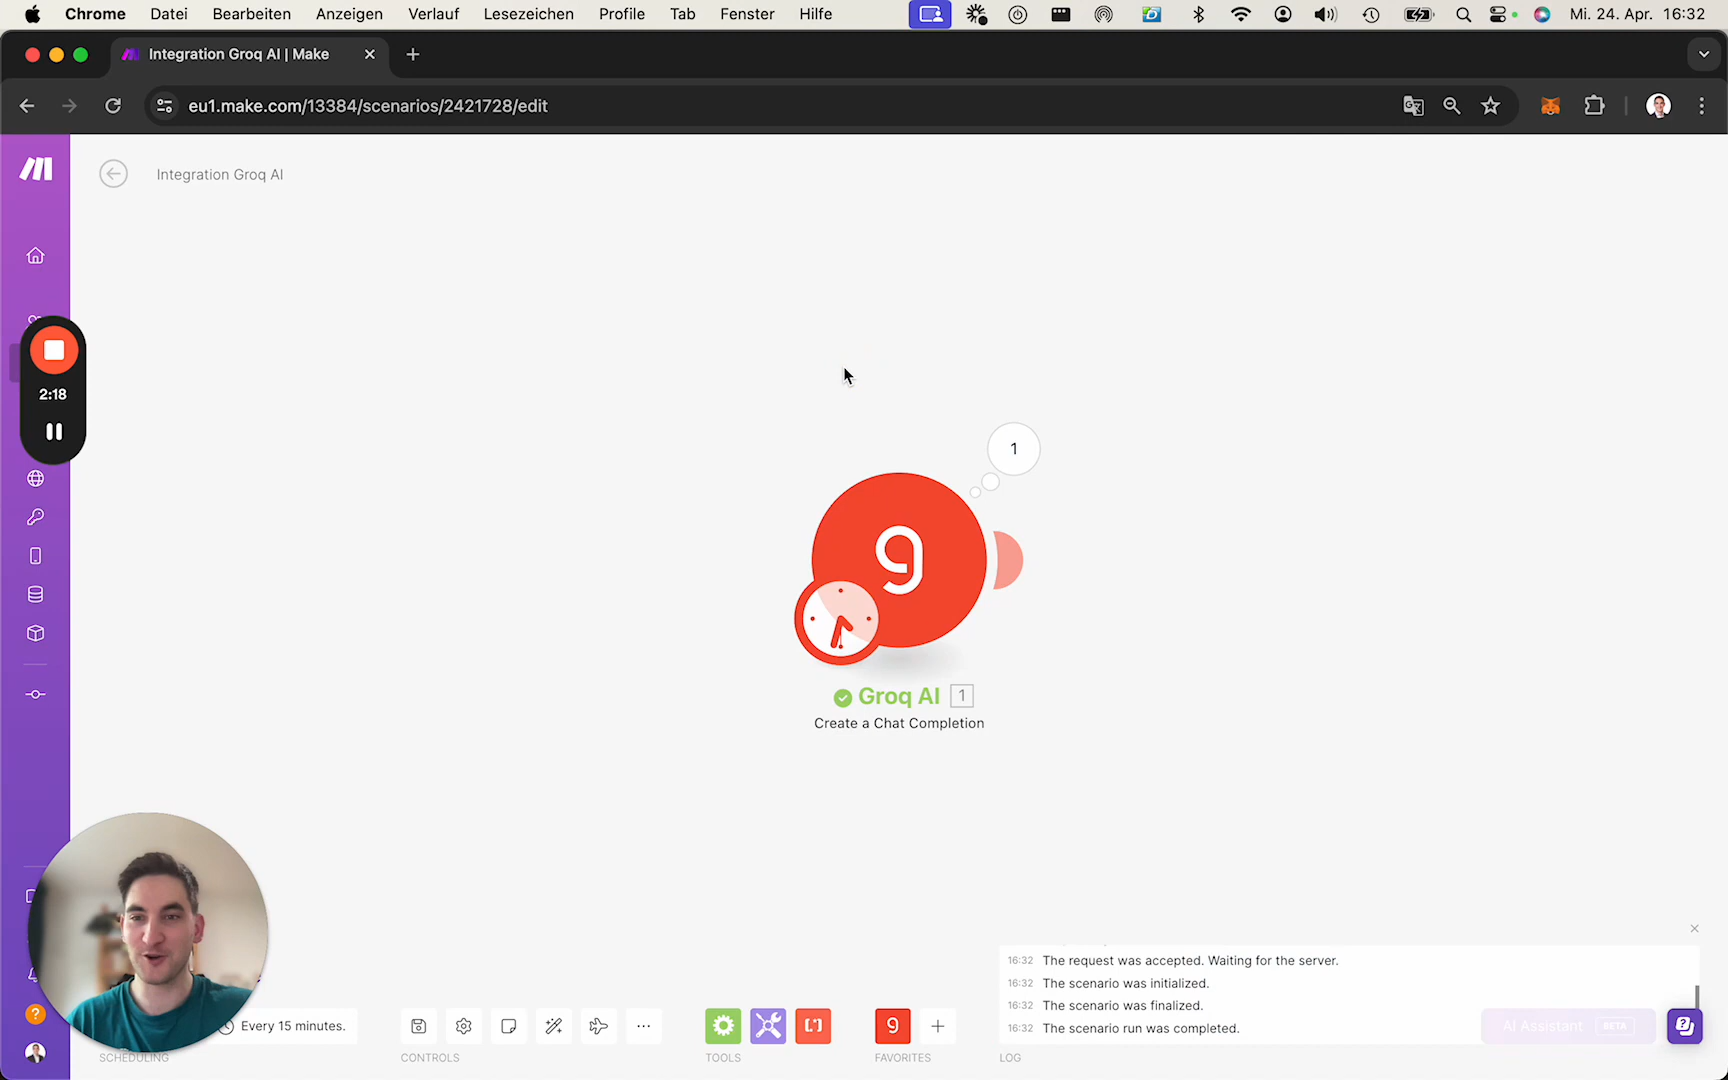 Chrome Datei Bearbeiten Anzeigen Verlauf Lesezeichen Profile Tab Fenster Hilfe Mi. 24. Apr. 16:32
Integration Groq AI | Make
eu1.make.com/13384/scenarios/2421728/edit
Integration Groq AI
2:18
1
g
Groq AI 1
Create a Chat Completion
16:32 The request was accepted. Waiting for the server.
16:32 The scenario was initialized.
16:32 The scenario was finalized.
16:32 The scenario run was completed.
Every 15 minutes.
AI Assistant BETA
SCHEDULING CONTROLS TOOLS FAVORITES LOG